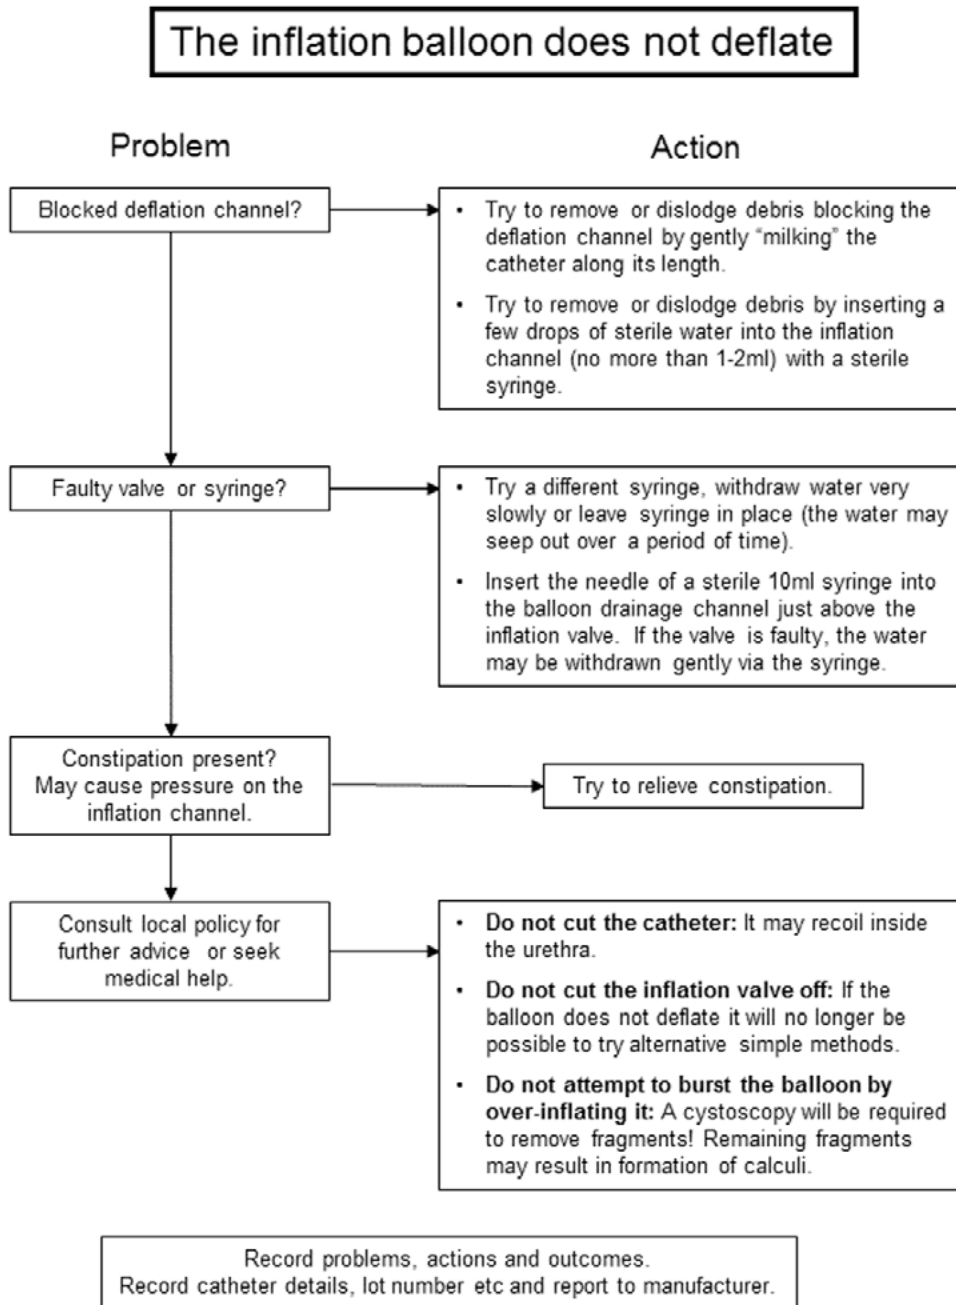 The inflation balloon does not deflate
Problem
Action
Blocked deflation channel?
• Try to remove or dislodge debris blocking the
deflation channel by gently “milking” the
catheter along its length.
• Try to remove or dislodge debris by inserting a
few drops of sterile water into the inflation
channel (no more than 1-2ml) with a sterile
syringe.
Faulty valve or syringe?
• Try a different syringe, withdraw water very
slowly or leave syringe in place (the water may
seep out over a period of time).
• Insert the needle of a sterile 10ml syringe into
the balloon drainage channel just above the
inflation valve. If the valve is faulty, the water
may be withdrawn gently via the syringe.
Constipation present?
May cause pressure on the
inflation channel.
Try to relieve constipation.
Consult local policy for
further advice or seek
medical help.
• Do not cut the catheter: It may recoil inside
the urethra.
• Do not cut the inflation valve off: If the
balloon does not deflate it will no longer be
possible to try alternative simple methods.
• Do not attempt to burst the balloon by
over-inflating it: A cystoscopy will be required
to remove fragments! Remaining fragments
may result in formation of calculi.
Record problems, actions and outcomes.
Record catheter details, lot number etc and report to manufacturer.